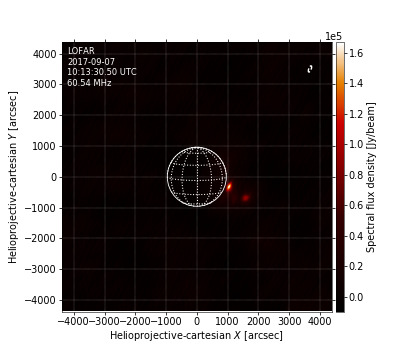 1e5
LOFAR
2017-09-07
10:13:30.50 UTC
60.54 MHz
4000
3000
2000
1000
0
−1000
−2000
−3000
−4000
Helioprojective-cartesian Y [arcsec]
−4000 −3000 −2000 −1000 0 1000 2000 3000 4000
Helioprojective-cartesian X [arcsec]
1.6
1.4
1.2
1.0
0.8
0.6
0.4
0.2
0.0
Spectral flux density [Jy/beam]